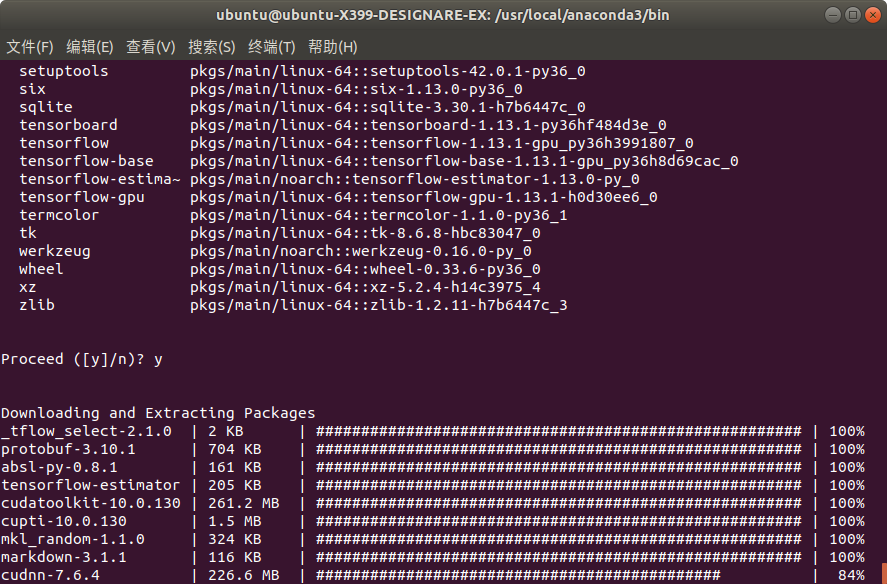 ubuntu@ubuntu-X399-DESIGNARE-EX: /usr/local/anaconda3/bin
文件(F) 编辑(E) 查看(V) 搜索(S) 终端(T) 帮助(H)
setuptools pkgs/main/linux-64::setuptools-42.0.1-py36_0
six pkgs/main/linux-64::six-1.13.0-py36_0
sqlite pkgs/main/linux-64::sqlite-3.30.1-h7b6447c_0
tensorboard pkgs/main/linux-64::tensorboard-1.13.1-py36hf484d3e_0
tensorflow pkgs/main/linux-64::tensorflow-1.13.1-gpu_py36h3991807_0
tensorflow-base pkgs/main/linux-64::tensorflow-base-1.13.1-gpu_py36h8d69cac_0
tensorflow-estima~ pkgs/main/noarch::tensorflow-estimator-1.13.0-py_0
tensorflow-gpu pkgs/main/linux-64::tensorflow-gpu-1.13.1-h0d30ee6_0
termcolor pkgs/main/linux-64::termcolor-1.1.0-py36_1
tk pkgs/main/linux-64::tk-8.6.8-hbc83047_0
werkzeug pkgs/main/noarch::werkzeug-0.16.0-py_0
wheel pkgs/main/linux-64::wheel-0.33.6-py36_0
xz pkgs/main/linux-64::xz-5.2.4-h14c3975_4
zlib pkgs/main/linux-64::zlib-1.2.11-h7b6447c_3
Proceed ([y]/n)? y
Downloading and Extracting Packages
_tflow_select-2.1.0 | 2 KB | ###################################################### | 100%
protobuf-3.10.1 | 704 KB | ###################################################### | 100%
absl-py-0.8.1 | 161 KB | ###################################################### | 100%
tensorflow-estimator | 205 KB | ###################################################### | 100%
cudatoolkit-10.0.130 | 261.2 MB | ###################################################### | 100%
cupti-10.0.130 | 1.5 MB | ###################################################### | 100%
mkl_random-1.1.0 | 324 KB | ###################################################### | 100%
markdown-3.1.1 | 116 KB | ###################################################### | 100%
cudnn-7.6.4 | 226.6 MB | ############################################# | 84%